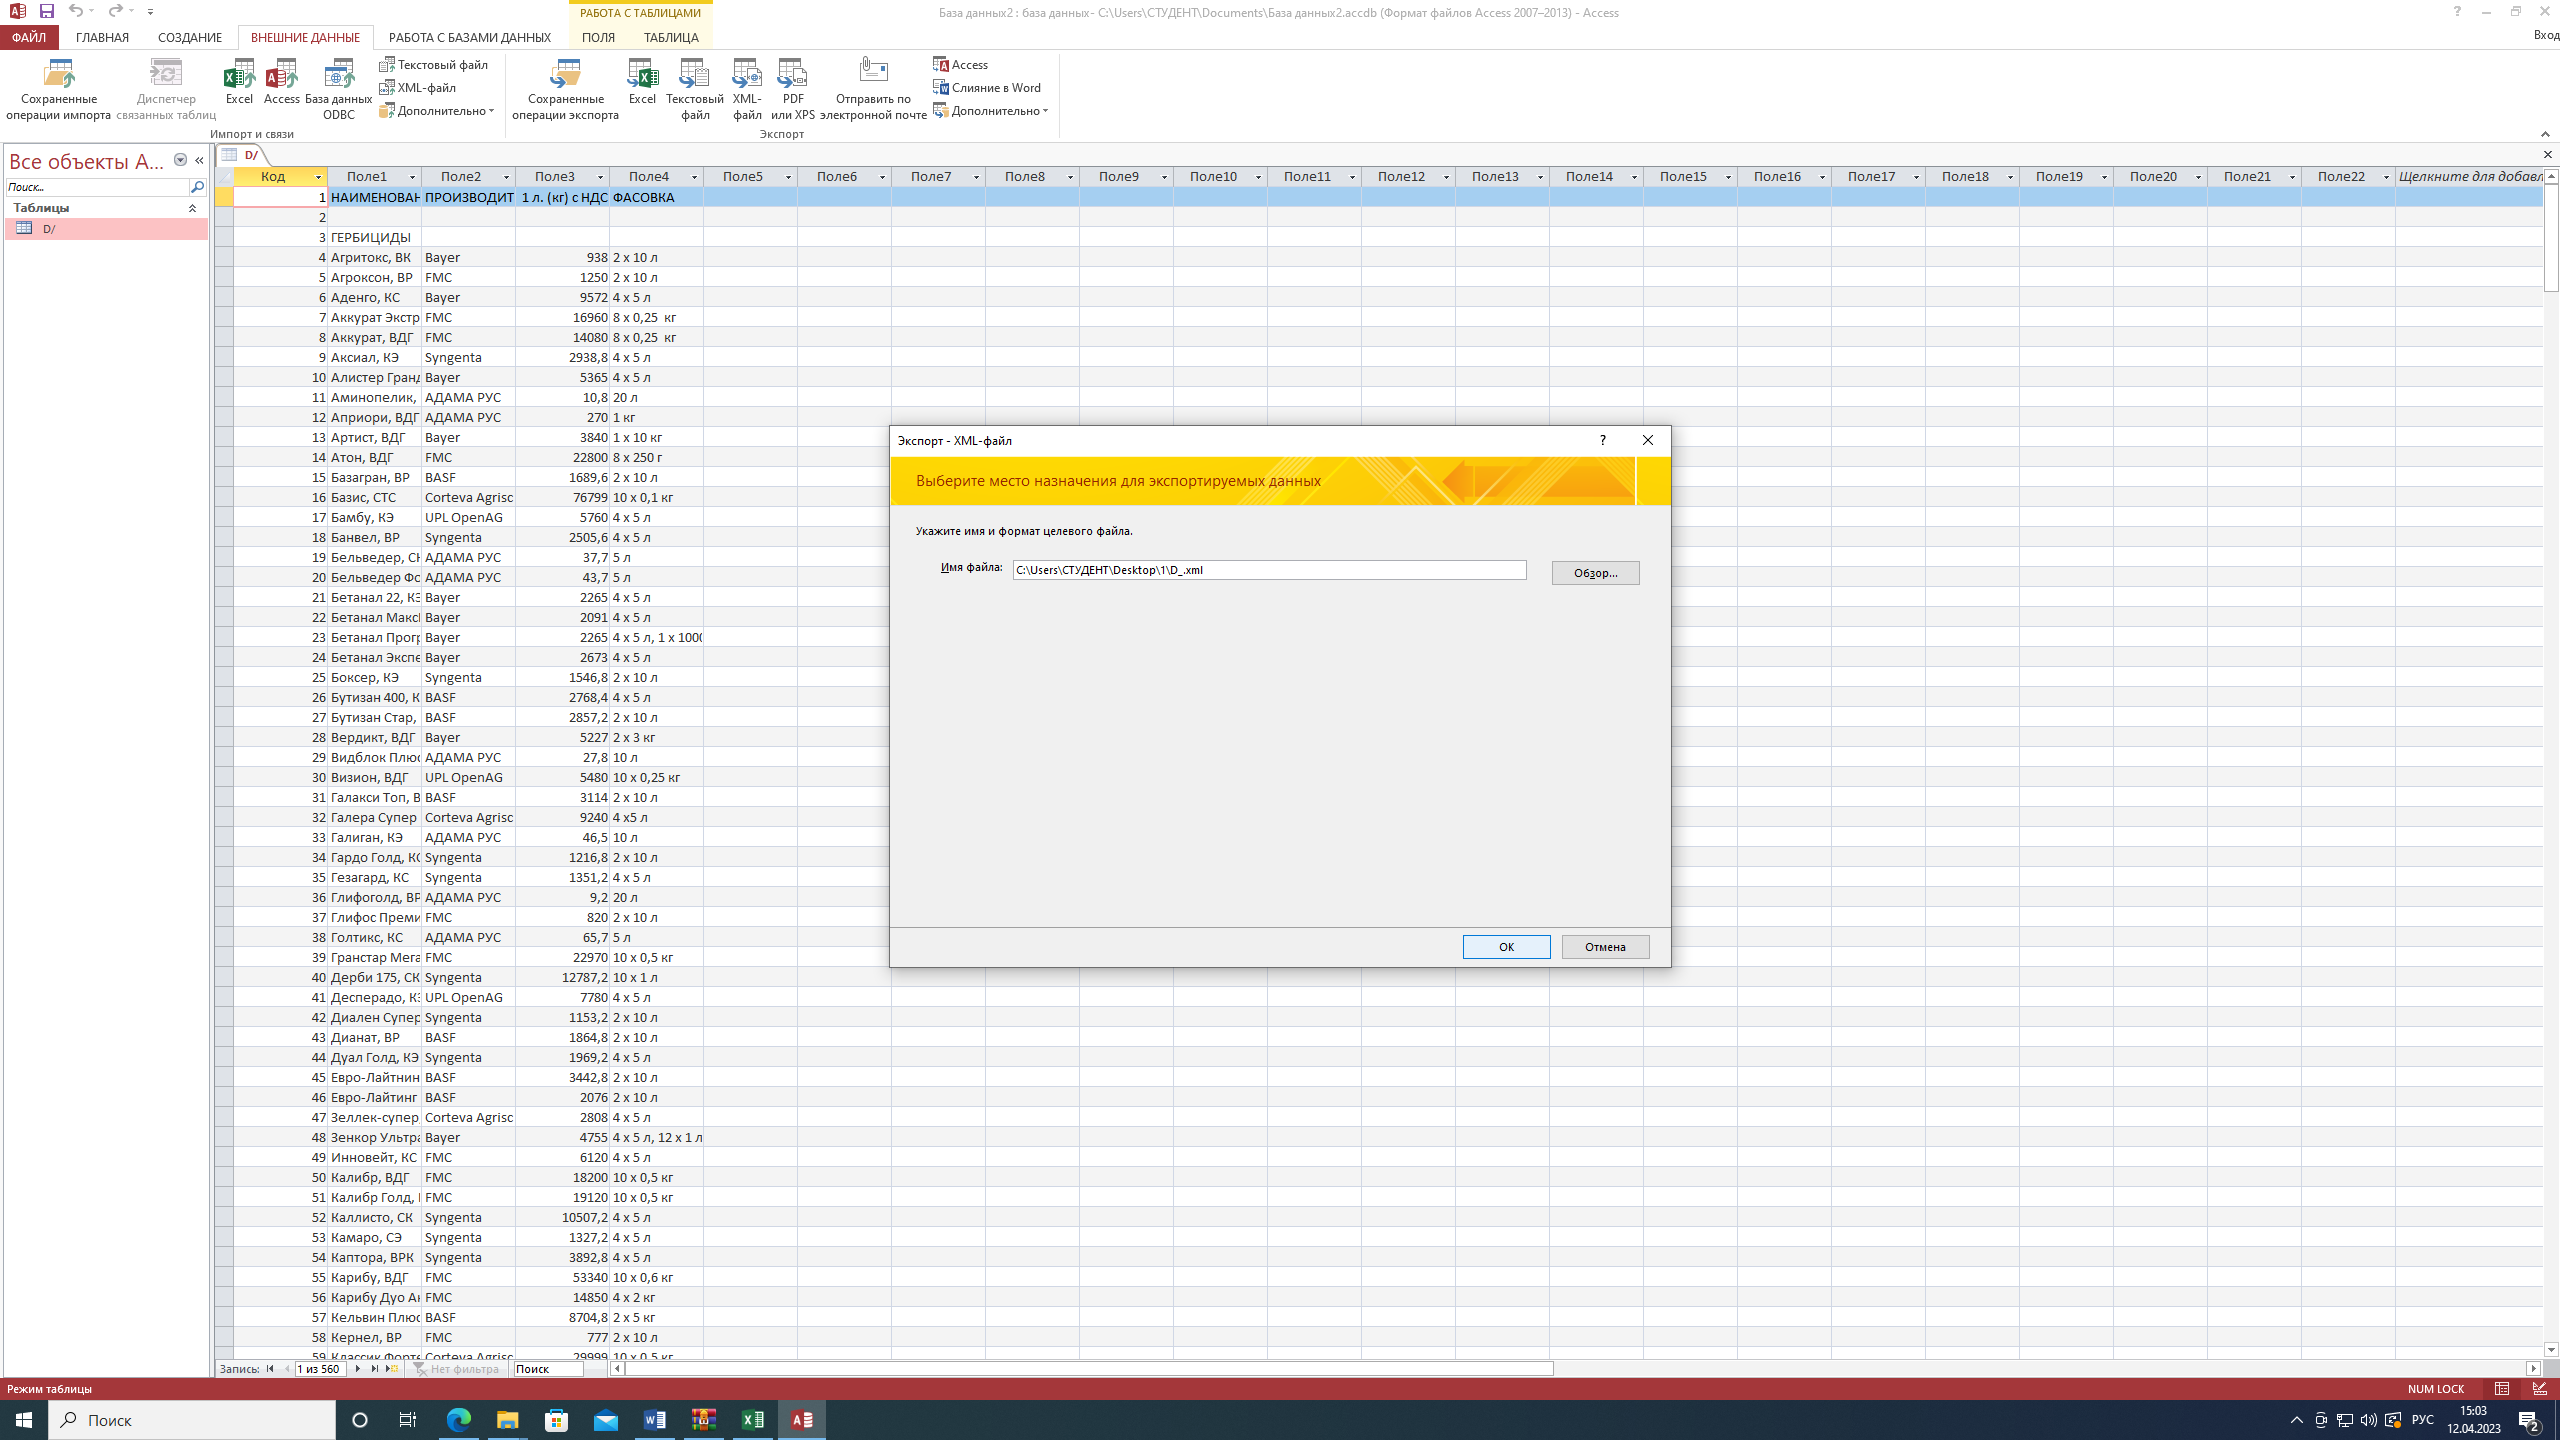 РАБОТА С ТАБЛИЦАМИ
База данных2 : база данных- C:\Users\СТУДЕНТ\Documents\База данных2.accdb (Формат файлов Access 2007–2013) - Access
ФАЙЛ ГЛАВНАЯ СОЗДАНИЕ ВНЕШНИЕ ДАННЫЕ РАБОТА С БАЗАМИ ДАННЫХ ПОЛЯ ТАБЛИЦА Вход
Сохраненные операции импорта
Диспетчер связанных таблиц
Excel
Access
База данных ODBC
Текстовый файл
XML-файл
Дополнительно
Импорт и связи
Сохраненные операции экспорта
Excel
Текстовый файл
XML-файл
PDF или XPS
Отправить по электронной почте
Access
Слияние в Word
Дополнительно
Экспорт
Все объекты A...
Поиск...
Таблицы
D/
D/
Код Поле1 Поле2 Поле3 Поле4 Поле5 Поле6 Поле7 Поле8 Поле9 Поле10 Поле11 Поле12 Поле13 Поле14 Поле15 Поле16 Поле17 Поле18 Поле19 Поле20 Поле21 Поле22 Щелкните для добавл
1 НАИМЕНОВАН ПРОИЗВОДИТ 1 л. (кг) с НДС ФАСОВКА
2
3 ГЕРБИЦИДЫ
4 Агритокс, ВК Bayer 938 2 х 10 л
5 Агроксон, ВР FMC 1250 2 х 10 л
6 Аденго, КС Bayer 9572 4 х 5 л
7 Аккурат Экстр FMC 16960 8 х 0,25 кг
8 Аккурат, ВДГ FMC 14080 8 х 0,25 кг
9 Аксиал, КЭ Syngenta 2938,8 4 х 5 л
10 Алистер Гранд Bayer 5365 4 х 5 л
11 Аминопелик, АДАМА РУС 10,8 20 л
12 Априори, ВДГ АДАМА РУС 270 1 кг
13 Артист, ВДГ Bayer 3840 1 х 10 кг
14 Атон, ВДГ FMC 22800 8 х 250 г
15 Базагран, ВР BASF 1689,6 2 х 10 л
16 Базис, СТС Corteva Agrisc 76799 10 х 0,1 кг
17 Бамбу, КЭ UPL OpenAG 5760 4 х 5 л
18 Банвел, ВР Syngenta 2505,6 4 х 5 л
19 Бельведер, СК АДАМА РУС 37,7 5 л
20 Бельведер Фо АДАМА РУС 43,7 5 л
21 Бетанал 22, КЭ Bayer 2265 4 х 5 л
22 Бетанал Макс Bayer 2091 4 х 5 л
23 Бетанал Прогр Bayer 2265 4 х 5 л, 1 х 1000
24 Бетанал Экспе Bayer 2673 4 х 5 л
25 Боксер, КЭ Syngenta 1546,8 2 х 10 л
26 Бутизан 400, К BASF 2768,4 4 х 5 л
27 Бутизан Стар, BASF 2857,2 2 х 10 л
28 Вердикт, ВДГ Bayer 5227 2 х 3 кг
29 Видблок Плюс АДАМА РУС 27,8 10 л
30 Визион, ВДГ UPL OpenAG 5480 10 х 0,25 кг
31 Галакси Топ, В BASF 3114 2 х 10 л
32 Галера Супер Corteva Agrisc 9240 4 х5 л
33 Галиган, КЭ АДАМА РУС 46,5 10 л
34 Гардо Голд, КС Syngenta 1216,8 2 х 10 л
35 Гезагард, КС Syngenta 1351,2 4 х 5 л
36 Глифоголд, ВР АДАМА РУС 9,2 20 л
37 Глифос Преми FMC 820 2 х 10 л
38 Голтикс, КС АДАМА РУС 65,7 5 л
39 Гранстар Мега FMC 22970 10 х 0,5 кг
40 Дерби 175, СК Syngenta 12787,2 10 х 1 л
41 Десперадо, КЭ UPL OpenAG 7780 4 х 5 л
42 Диален Супер Syngenta 1153,2 2 х 10 л
43 Дианат, ВР BASF 1864,8 2 х 10 л
44 Дуал Голд, КЭ Syngenta 1969,2 4 х 5 л
45 Евро-Лайтнин BASF 3442,8 2 х 10 л
46 Евро-Лайтинг BASF 2076 2 х 10 л
47 Зеллек-супер Corteva Agrisc 2808 4 х 5 л
48 Зенкор Ультра Bayer 4755 4 х 5 л, 12 х 1 л
49 Инновейт, КС FMC 6120 4 х 5 л
50 Калибр, ВДГ FMC 18200 10 х 0,5 кг
51 Калибр Голд, FMC 19120 10 х 0,5 кг
52 Каллисто, СК Syngenta 10507,2 4 х 5 л
53 Камаро, СЭ Syngenta 1327,2 4 х 5 л
54 Каптора, ВРК Syngenta 3892,8 4 х 5 л
55 Карибу, ВДГ FMC 53340 10 х 0,6 кг
56 Карибу Дуо Ак FMC 14850 4 х 2 кг
57 Кельвин Плюс BASF 8704,8 2 х 5 кг
58 Кернел, ВР FMC 777 2 х 10 л
59 Классик Форте Corteva Agrisc 29999 10 х 0,5 кг
Экспорт - XML-файл
Выберите место назначения для экспортируемых данных
Укажите имя и формат целевого файла.
Имя файла: C:\Users\СТУДЕНТ\Desktop\1\D_.xml Обзор...
ОК Отмена
Запись: 1 из 560 Нет фильтра Поиск
Режим таблицы NUM LOCK
Поиск
РУС
15:03
12.04.2023
2